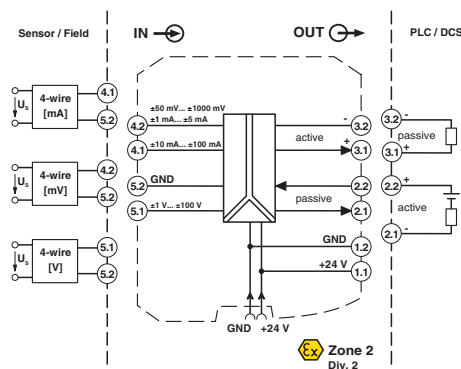 Sensor / Field
IN
OUT
PLC / DCS
Us
4-wire
[mA]
4.1
5.2
Us
4-wire
[mV]
4.2
5.2
Us
4-wire
[V]
5.1
5.2
±50 mV... ±1000 mV
4.2
±1 mA... ±5 mA
4.1
±10 mA... ±100 mA
5.2
GND
5.1
±1 V... ±100 V
-
3.2
active
+
3.1
2.2
passive
2.1
GND
1.2
+24 V
1.1
GND
+24 V
3.2
-
passive
3.1
+
2.2
+
active
2.1
-
Ex
Zone 2
Div. 2